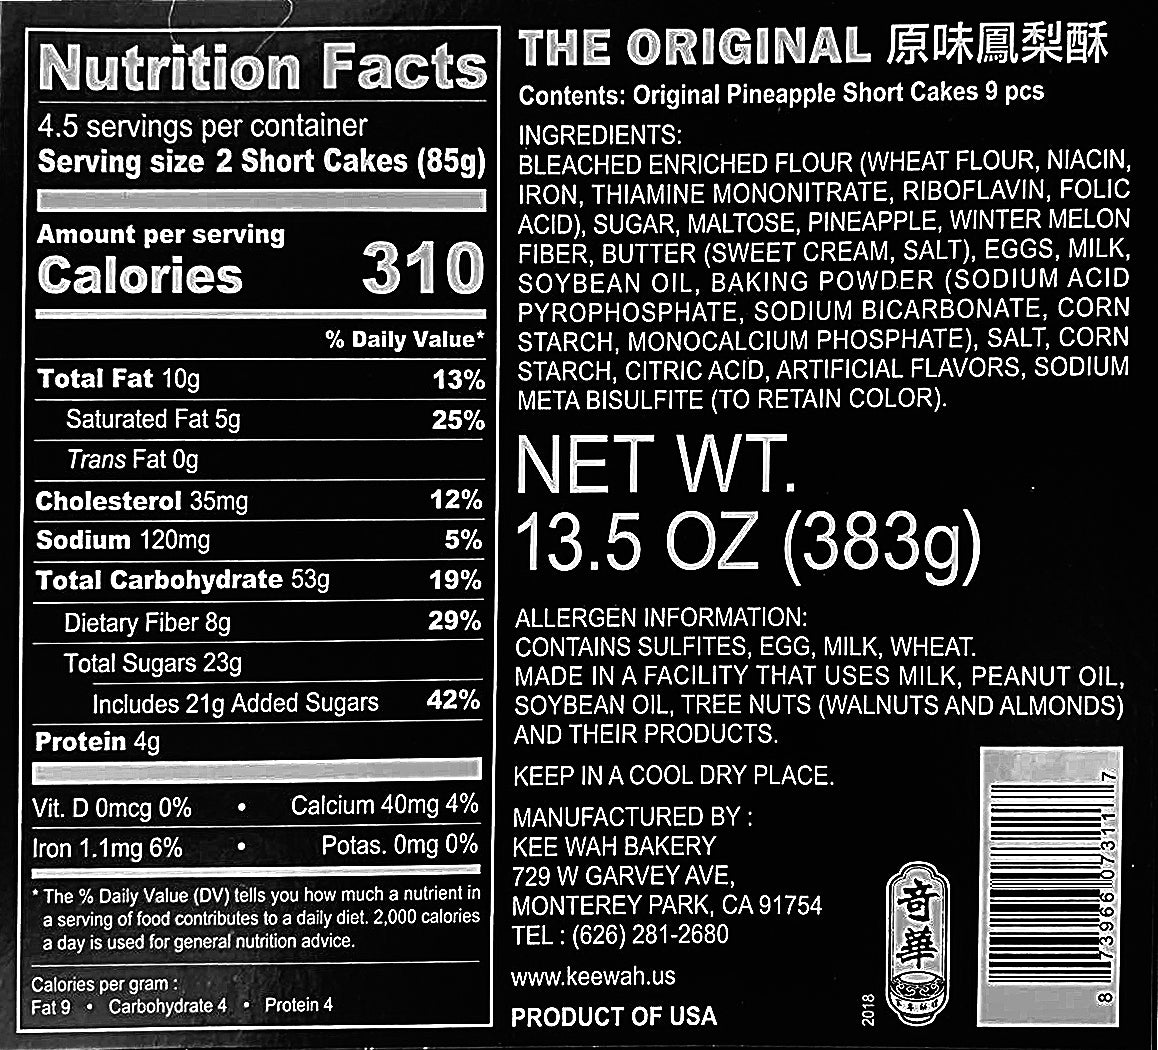 Nutrition Facts
4.5 servings per container
Serving size 2 Short Cakes (85g)
Amount per serving
Calories 310
% Daily Value*
Total Fat 10g 13%
Saturated Fat 5g 25%
Trans Fat 0g
Cholesterol 35mg 12%
Sodium 120mg 5%
Total Carbohydrate 53g 19%
Dietary Fiber 8g 29%
Total Sugars 23g
Includes 21g Added Sugars 42%
Protein 4g
Vit. D 0mcg 0% • Calcium 40mg 4%
Iron 1.1mg 6% • Potas. 0mg 0%
* The % Daily Value (DV) tells you how much a nutrient in
a serving of food contributes to a daily diet. 2,000 calories
a day is used for general nutrition advice.
Calories per gram :
Fat 9 • Carbohydrate 4 • Protein 4
THE ORIGINAL 原味鳳梨酥
Contents: Original Pineapple Short Cakes 9 pcs
INGREDIENTS:
BLEACHED ENRICHED FLOUR (WHEAT FLOUR, NIACIN,
IRON, THIAMINE MONONITRATE, RIBOFLAVIN, FOLIC
ACID), SUGAR, MALTOSE, PINEAPPLE, WINTER MELON
FIBER, BUTTER (SWEET CREAM, SALT), EGGS, MILK,
SOYBEAN OIL, BAKING POWD.ER (SODIUM ACID
PYROPHOSPHATE, SODIUM BICARBONATE, CORN
STARCH, MONOCALCIUM PHOSPHATE), SALT, CORN
STARCH, CITRIC ACID, ARTIFICIAL FLAVORS, SODIUM
META BISULFITE (TO RETAIN COLOR).
NET WT.
13.5 OZ (383g)
ALLERGEN INFORMATION:
CONTAINS SULFITES, EGG, MILK, WHEAT.
MADE IN A FACILITY THAT USES MILK, PEANUT OIL,
SOYBEAN OIL, TREE NUTS (WALNUTS AND ALMONDS)
AND THEIR PRODUCTS.
KEEP IN A COOL DRY PLACE.
MANUFACTURED BY :
KEE WAH BAKERY
729 W GARVEY AVE,
MONTEREY PARK, CA 91754
TEL : (626) 281-2680
www.keewah.us
PRODUCT OF USA
2018
奇華
8 73966 07311 7